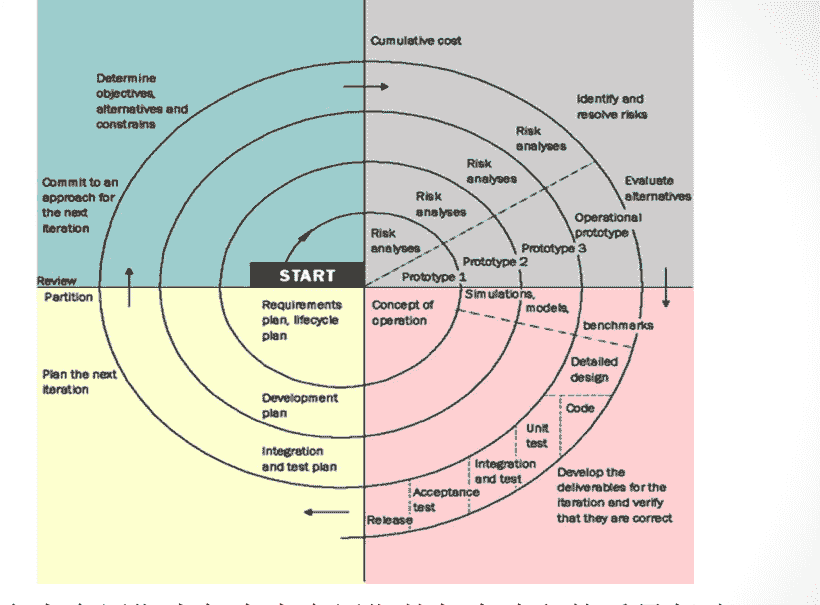 Cumulative cost
Determine
objectives,
alternatives and
constrains
Identify and
resolve risks
Risk
analyses
Risk
analyses
Risk
analyses
Risk
analyses
Commit to an
approach for
the next
iteration
Evaluate
alternatives
Operational
prototype
Prototype 3
Prototype 2
Prototype 1
START
Review
Partition
Requirements
plan, lifecycle
plan
Concept of
operation
Simulations,
models,
benchmarks
Plan the next
iteration
Development
plan
Integration
and test plan
Detailed
design
Code
Unit
test
Integration
and test
Acceptance
test
Release
Develop the
deliverables for the
iteration and verify
that they are correct